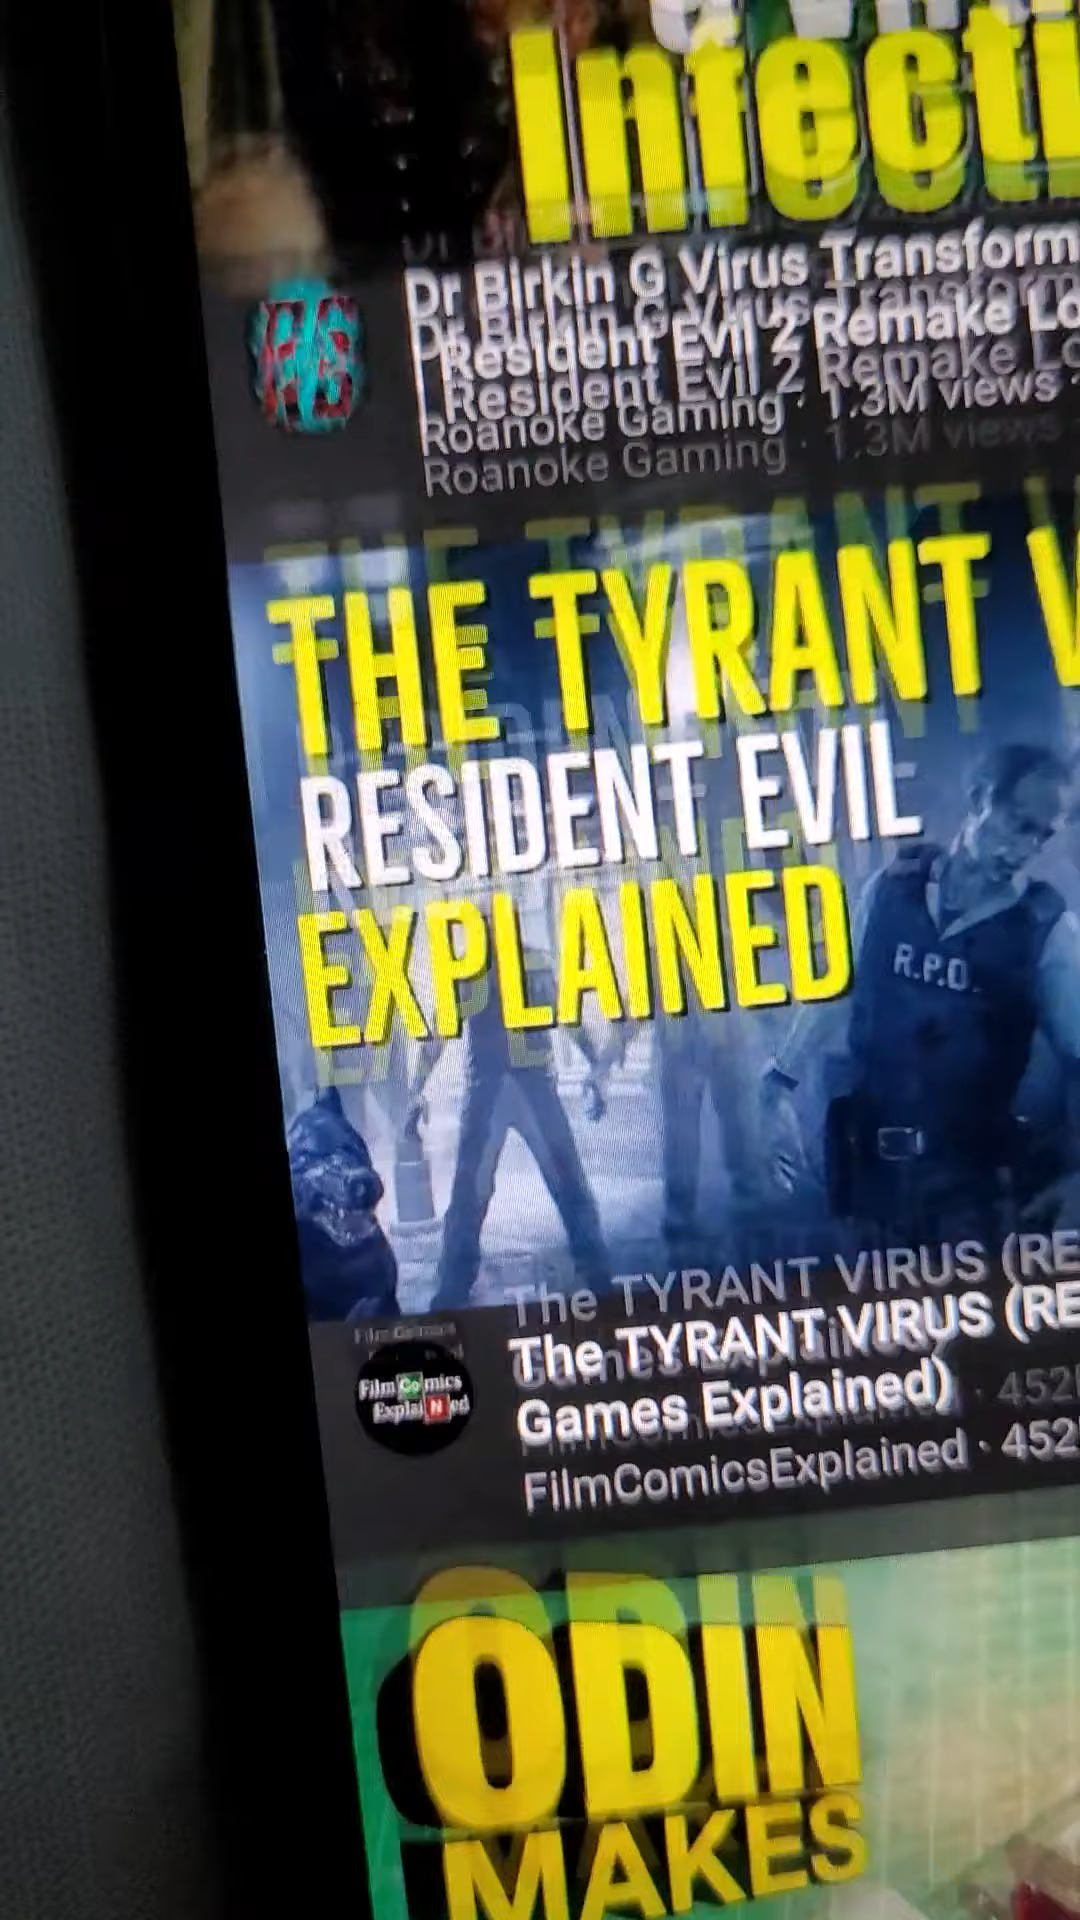 Infecti
Dr Birkin G Virus Transform
Resident Evil 2 Remake Lo
Roanoke Gaming · 1.3M views ·
THE TYRANT V
RESIDENT EVIL
EXPLAINED
R.P.D.
The TYRANT VIRUS (RE
Games Explained)
FilmComicsExplained · 452
Film Comics
Explained
ODIN
MAKES